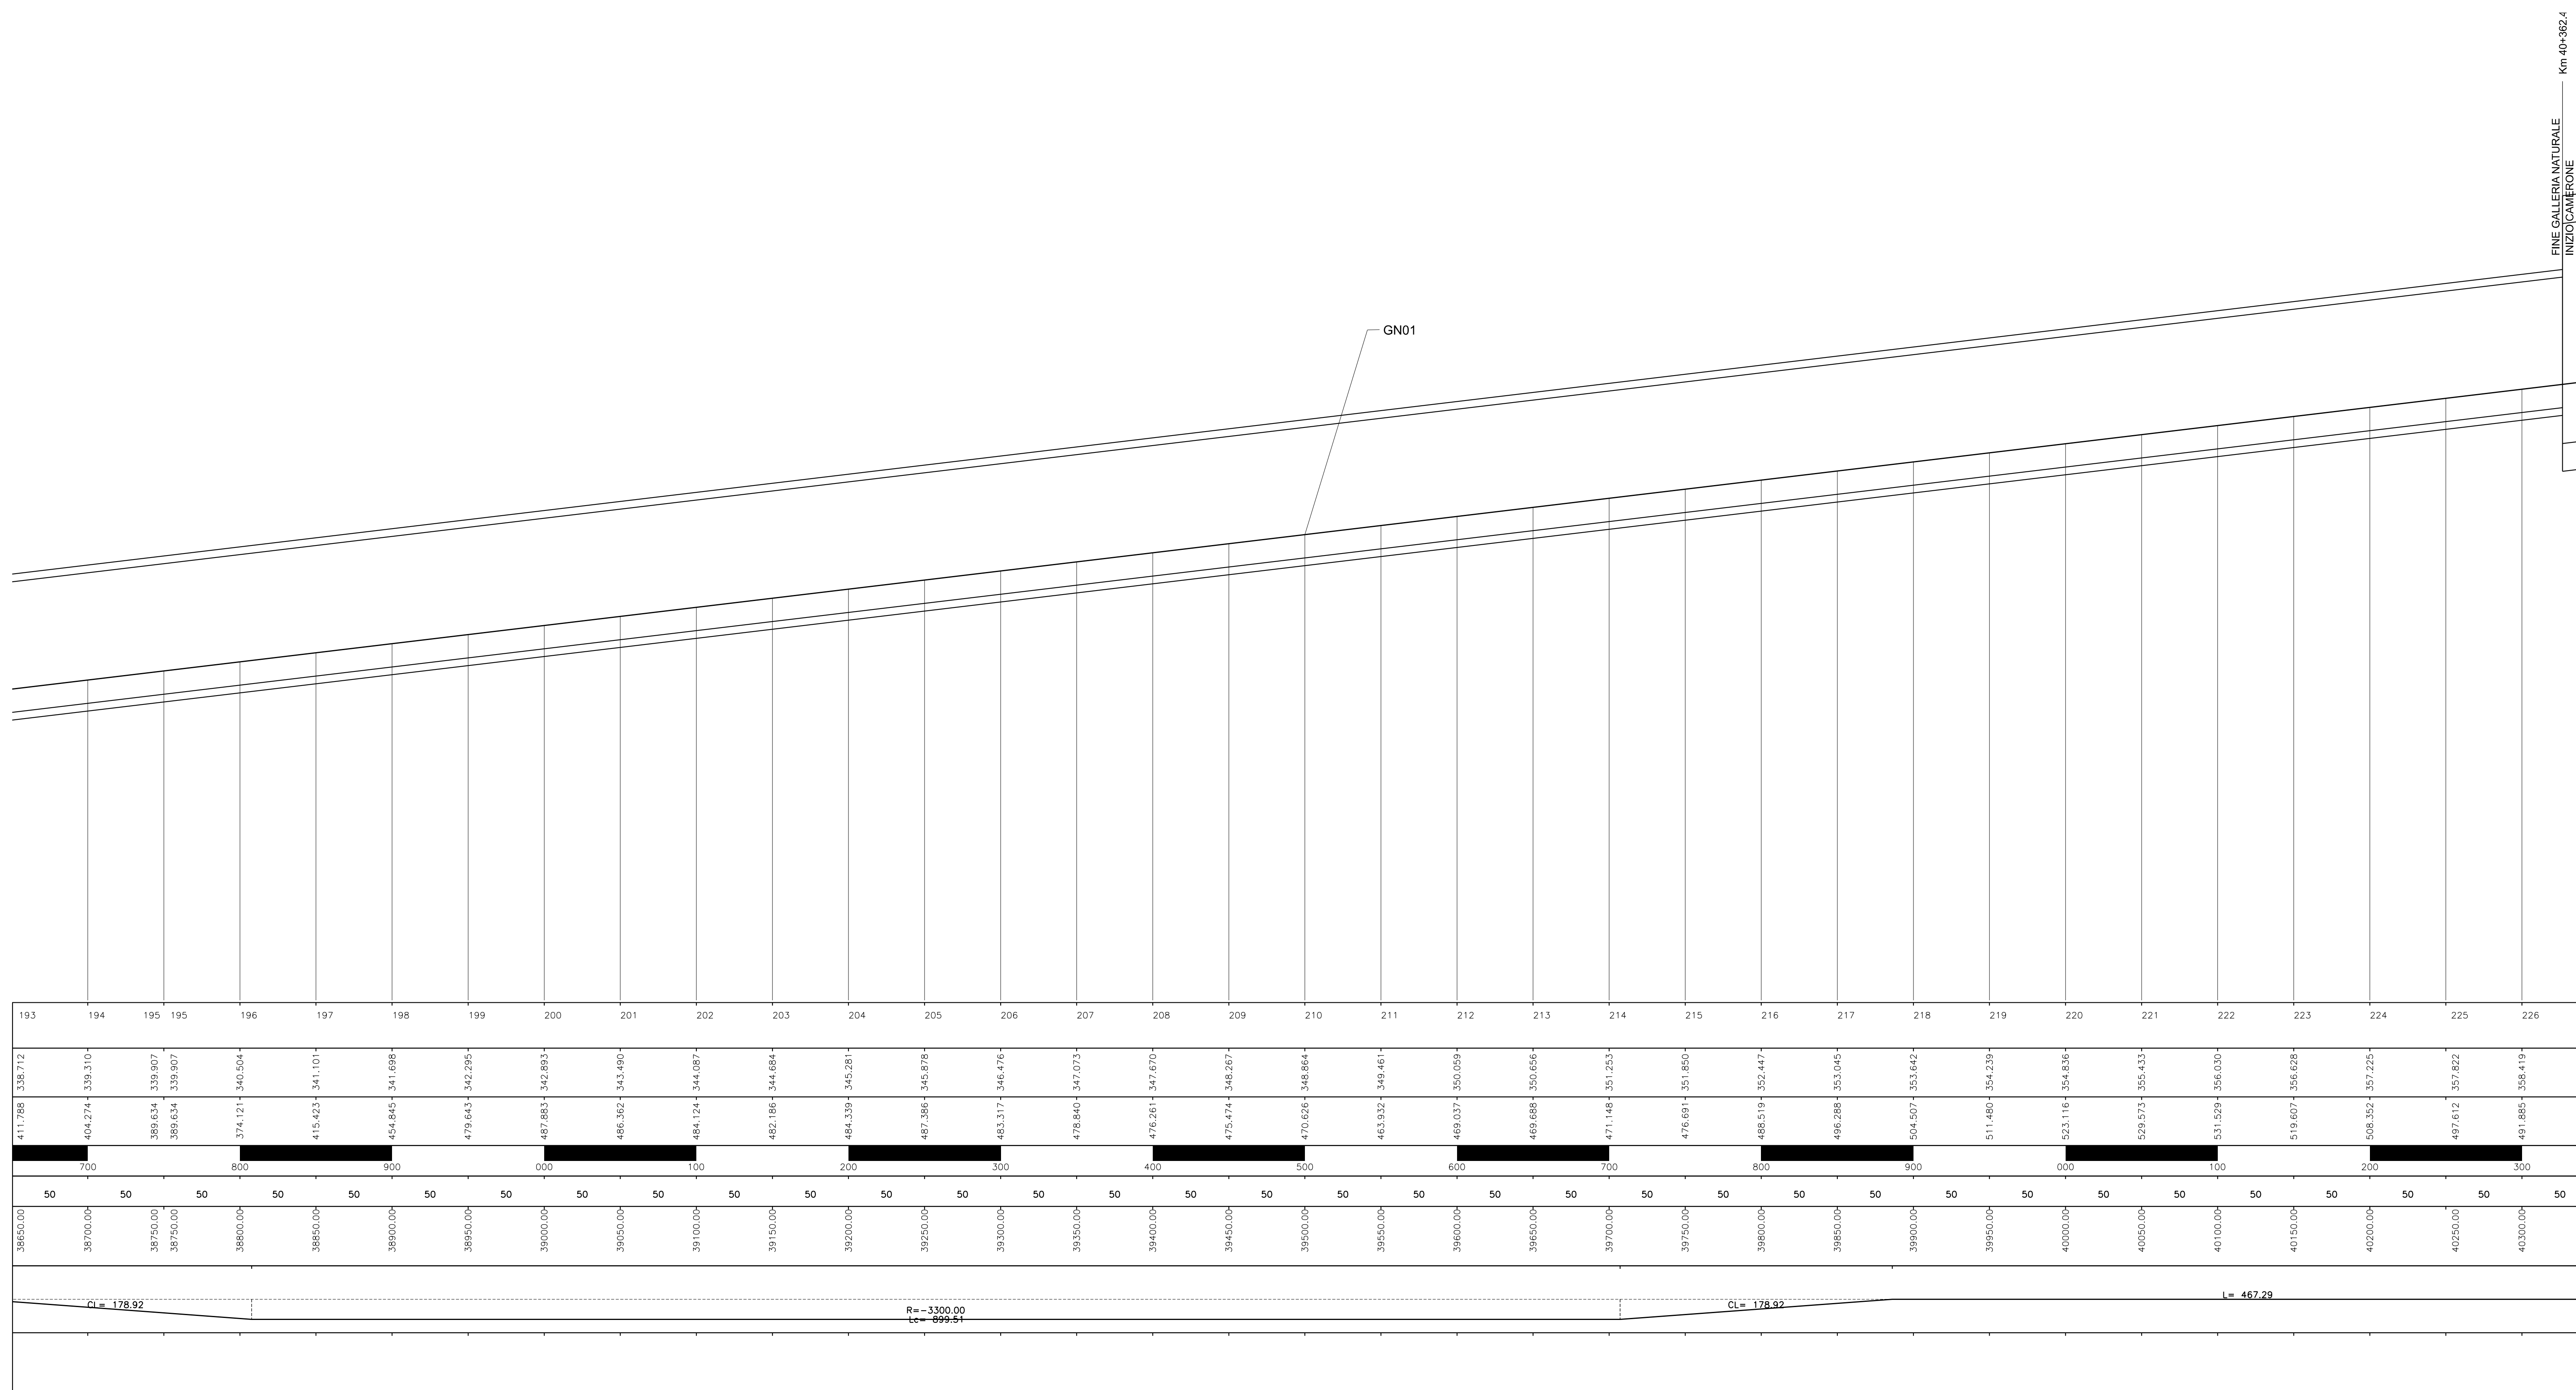 Km 40+362.4
FINE GALLERIA NATURALE
INIZIO CAMERONE
GN01
193 194 195 195 196 197 198 199 200 201 202 203 204 205 206 207 208 209 210 211 212 213 214 215 216 217 218 219 220 221 222 223 224 225 226
338.712 339.310 339.907 339.907 340.504 341.101 341.698 342.295 342.893 343.490 344.087 344.684 345.281 345.878 346.476 347.073 347.670 348.267 348.864 349.461 350.059 350.656 351.253 351.850 352.447 353.045 353.642 354.239 354.836 355.433 356.030 356.628 357.225 357.822 358.419
411.788 404.274 389.634 389.634 374.121 415.423 454.845 479.643 487.883 486.362 484.124 482.186 484.339 487.386 483.317 478.840 476.261 475.474 470.626 463.932 469.037 469.688 471.148 476.691 488.519 496.288 504.507 511.480 523.116 529.573 531.529 519.607 508.352 497.612 491.885
700 800 900 000 100 200 300 400 500 600 700 800 900 000 100 200 300
50 50 50 50 50 50 50 50 50 50 50 50 50 50 50 50 50 50 50 50 50 50 50 50 50 50 50 50 50 50 50 50 50 50
38650.00 38700.00 38750.00 38750.00 38800.00 38850.00 38900.00 38950.00 39000.00 39050.00 39100.00 39150.00 39200.00 39250.00 39300.00 39350.00 39400.00 39450.00 39500.00 39550.00 39600.00 39650.00 39700.00 39750.00 39800.00 39850.00 39900.00 39950.00 40000.00 40050.00 40100.00 40150.00 40200.00 40250.00 40300.00
CL= 178.92
R=-3300.00
Lc= 899.51
CL= 178.92
L= 467.29